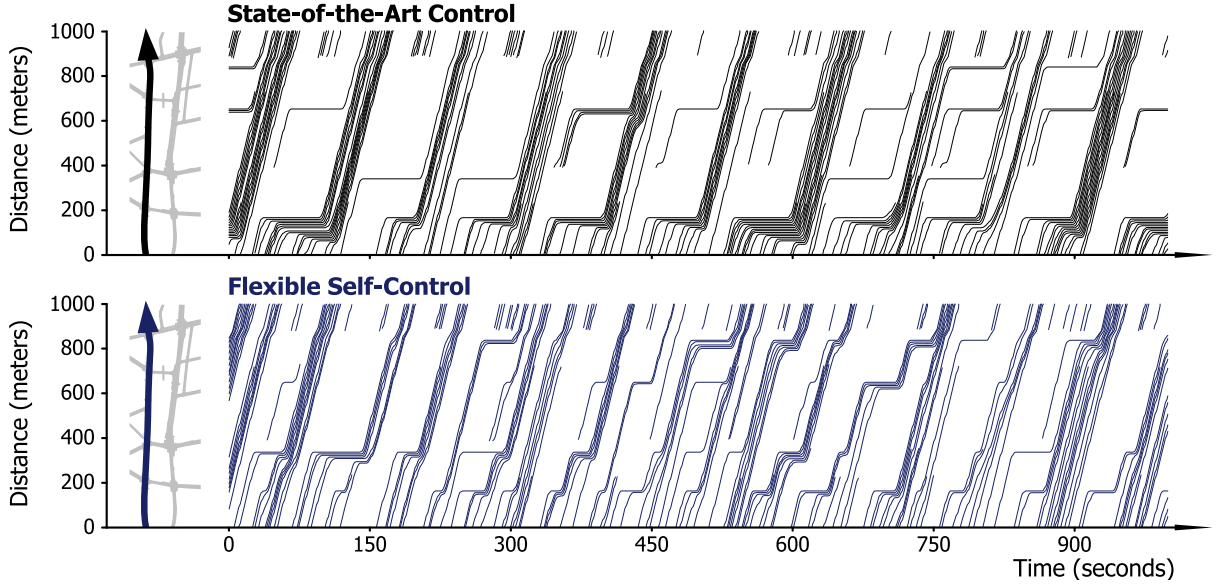 State-of-the-Art Control
Distance (meters)
1000
800
600
400
200
0
Flexible Self-Control
Distance (meters)
1000
800
600
400
200
0
0 150 300 450 600 750 900
Time (seconds)